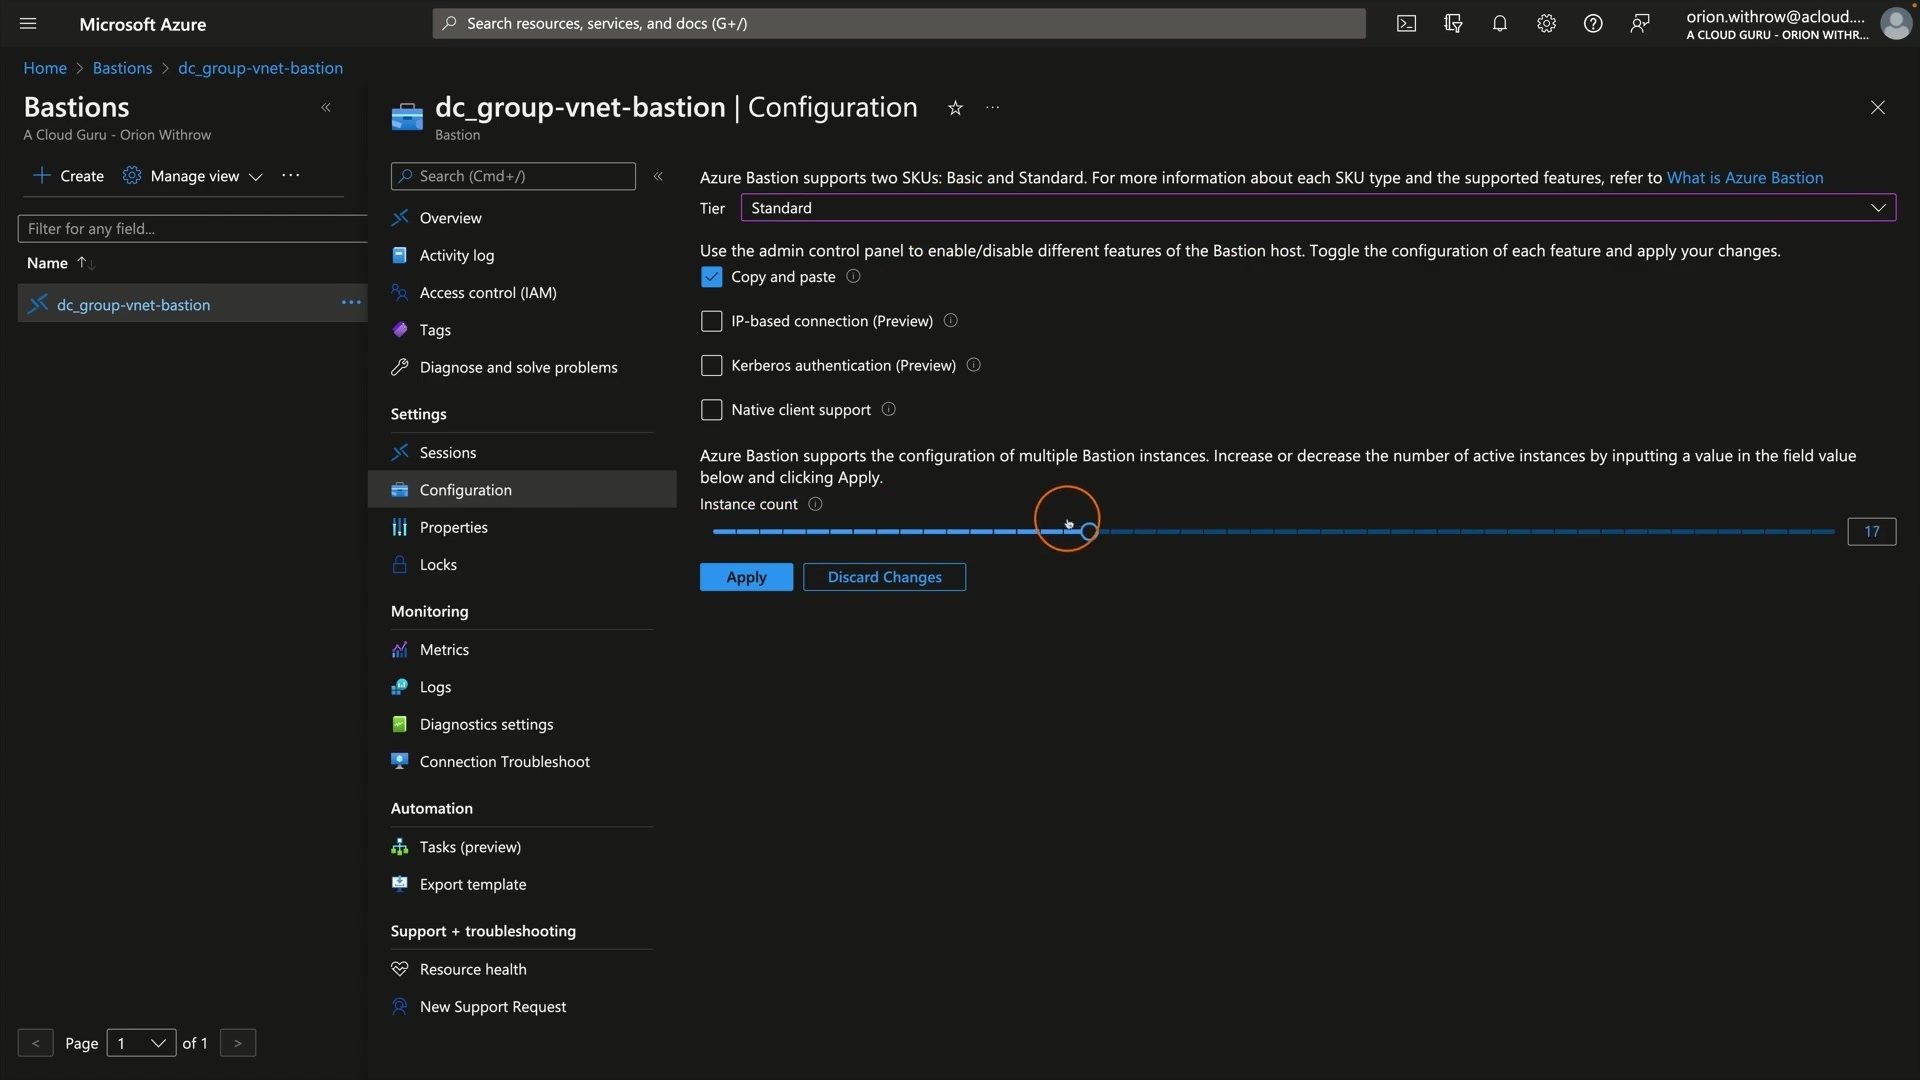 Microsoft Azure
Search resources, services, and docs (G+/)
orion.withrow@acloud....
A CLOUD GURU - ORION WITHR...
Home > Bastions > dc_group-vnet-bastion
Bastions
A Cloud Guru - Orion Withrow
Create
Manage view
Filter for any field...
Name
dc_group-vnet-bastion
Page 1 of 1
dc_group-vnet-bastion | Configuration
Bastion
Search (Cmd+/)
Overview
Activity log
Access control (IAM)
Tags
Diagnose and solve problems
Settings
Sessions
Configuration
Properties
Locks
Monitoring
Metrics
Logs
Diagnostics settings
Connection Troubleshoot
Automation
Tasks (preview)
Export template
Support + troubleshooting
Resource health
New Support Request
Azure Bastion supports two SKUs: Basic and Standard. For more information about each SKU type and the supported features, refer to What is Azure Bastion
Tier Standard
Use the admin control panel to enable/disable different features of the Bastion host. Toggle the configuration of each feature and apply your changes.
Copy and paste
IP-based connection (Preview)
Kerberos authentication (Preview)
Native client support
Azure Bastion supports the configuration of multiple Bastion instances. Increase or decrease the number of active instances by inputting a value in the field value
below and clicking Apply.
Instance count
17
Apply
Discard Changes